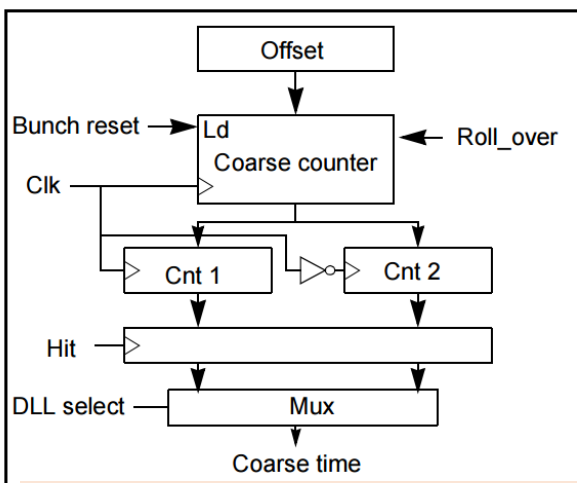 Offset
Bunch reset
Ld
Coarse counter
Roll_over
Clk
Cnt 1
Cnt 2
Hit
DLL select
Mux
Coarse time